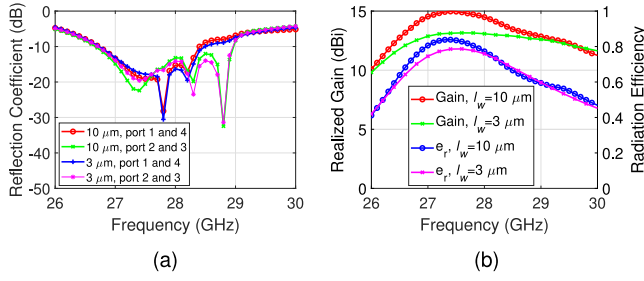 0
-10
-20
-30
-40
-50
Reflection Coefficient (dB)
10 μm, port 1 and 4
10 μm, port 2 and 3
3 μm, port 1 and 4
3 μm, port 2 and 3
26 27 28 29 30
Frequency (GHz)
(a)
15
10
5
0
Realized Gain (dBi)
Gain, l_w=10 μm
Gain, l_w=3 μm
e_r, l_w=10 μm
e_r, l_w=3 μm
1
0.8
0.6
0.4
0.2
0
Radiation Efficiency
26 27 28 29 30
Frequency (GHz)
(b)